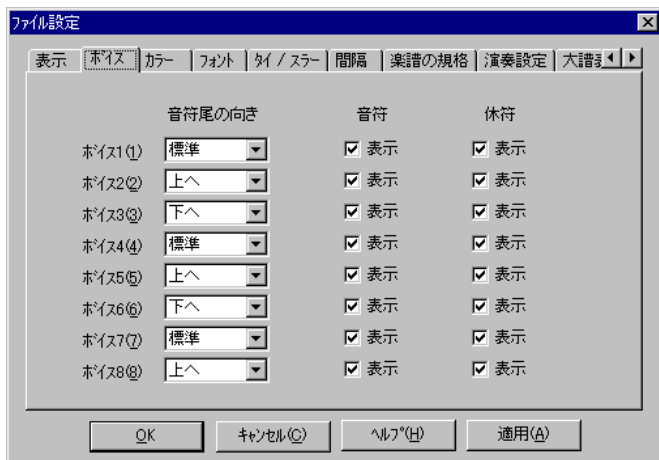 ファイル設定
表示 ボイス カラー フォント タイ / スラー 間隔 楽譜の規格 演奏設定 大譜
音符尾の向き 音符 休符
ボイス1(1) 標準 表示 表示
ボイス2(2) 上へ 表示 表示
ボイス3(3) 下へ 表示 表示
ボイス4(4) 標準 表示 表示
ボイス5(5) 上へ 表示 表示
ボイス6(6) 下へ 表示 表示
ボイス7(7) 標準 表示 表示
ボイス8(8) 上へ 表示 表示
OK キャンセル(C) ヘルプ(H) 適用(A)